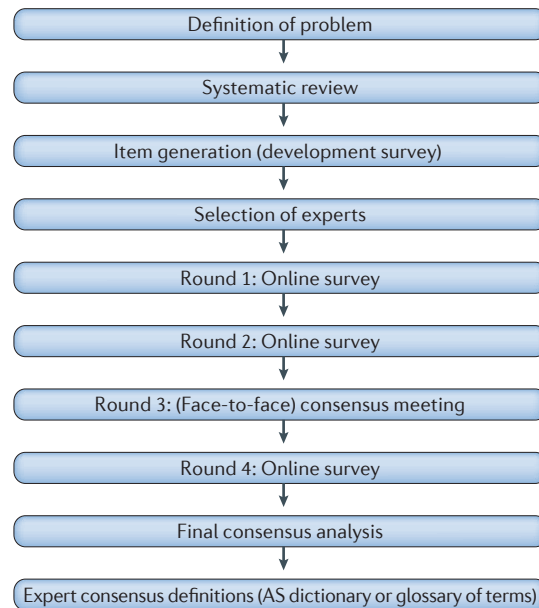 Definition of problem
Systematic review
Item generation (development survey)
Selection of experts
Round 1: Online survey
Round 2: Online survey
Round 3: (Face-to-face) consensus meeting
Round 4: Online survey
Final consensus analysis
Expert consensus definitions (AS dictionary or glossary of terms)